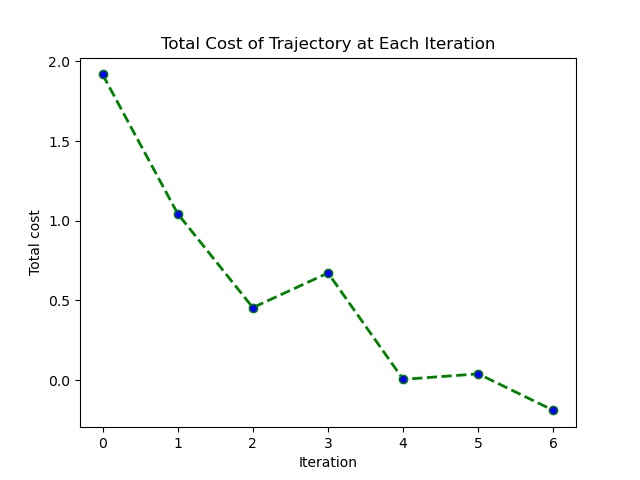 Total Cost of Trajectory at Each Iteration
2.0
1.5
1.0
0.5
0.0
Total cost
0 1 2 3 4 5 6
Iteration